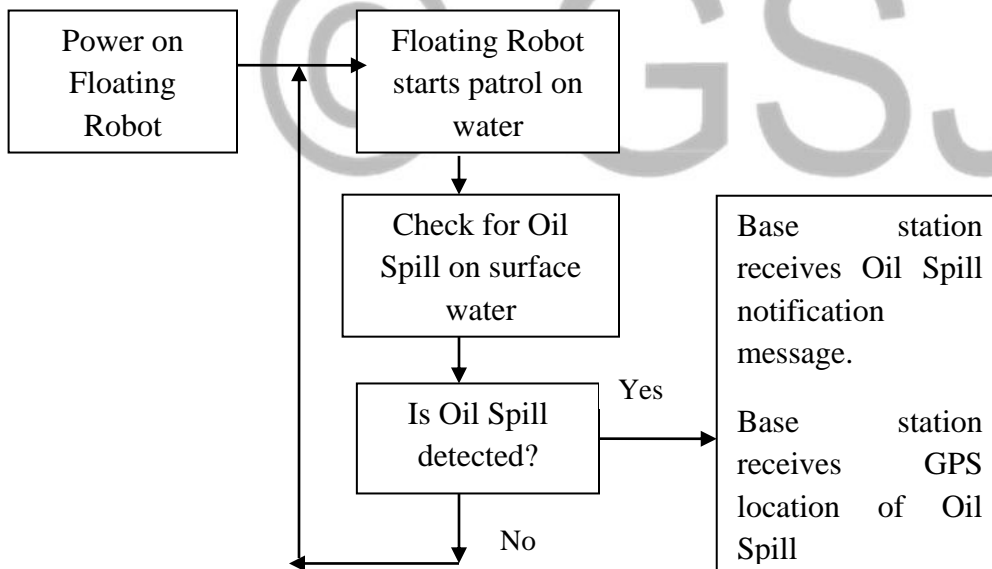 © GSJ
Power on
Floating
Robot
Floating Robot
starts patrol on
water
Check for Oil
Spill on surface
water
Is Oil Spill
detected?
Yes
No
Base station
receives Oil Spill
notification
message.
Base station
receives GPS
location of Oil
Spill